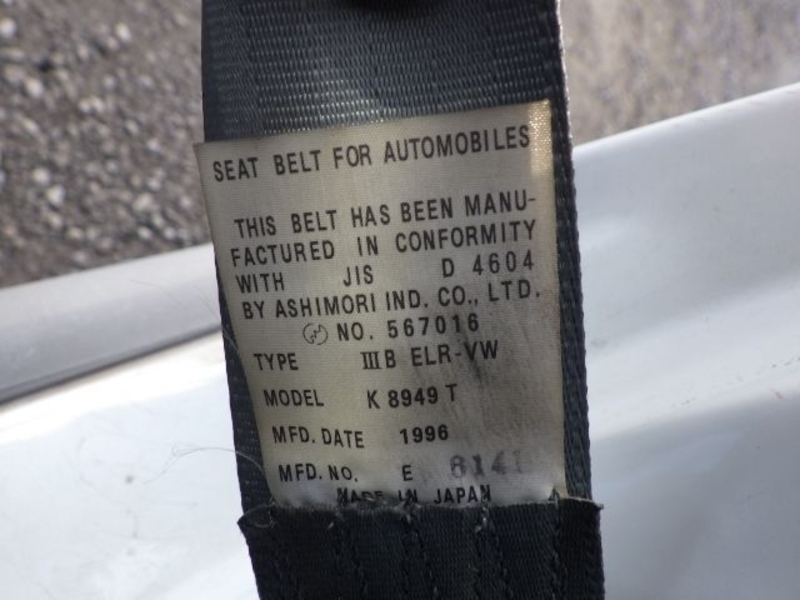 SEAT BELT FOR AUTOMOBILES
THIS BELT HAS BEEN MANU-
FACTURED IN CONFORMITY
WITH JIS D 4604
BY ASHIMORI IND. CO., LTD.
NO. 567016
TYPE ⅢB ELR-VW
MODEL K 8949 T
MFD. DATE 1996
MFD. NO. E 6141
MADE IN JAPAN